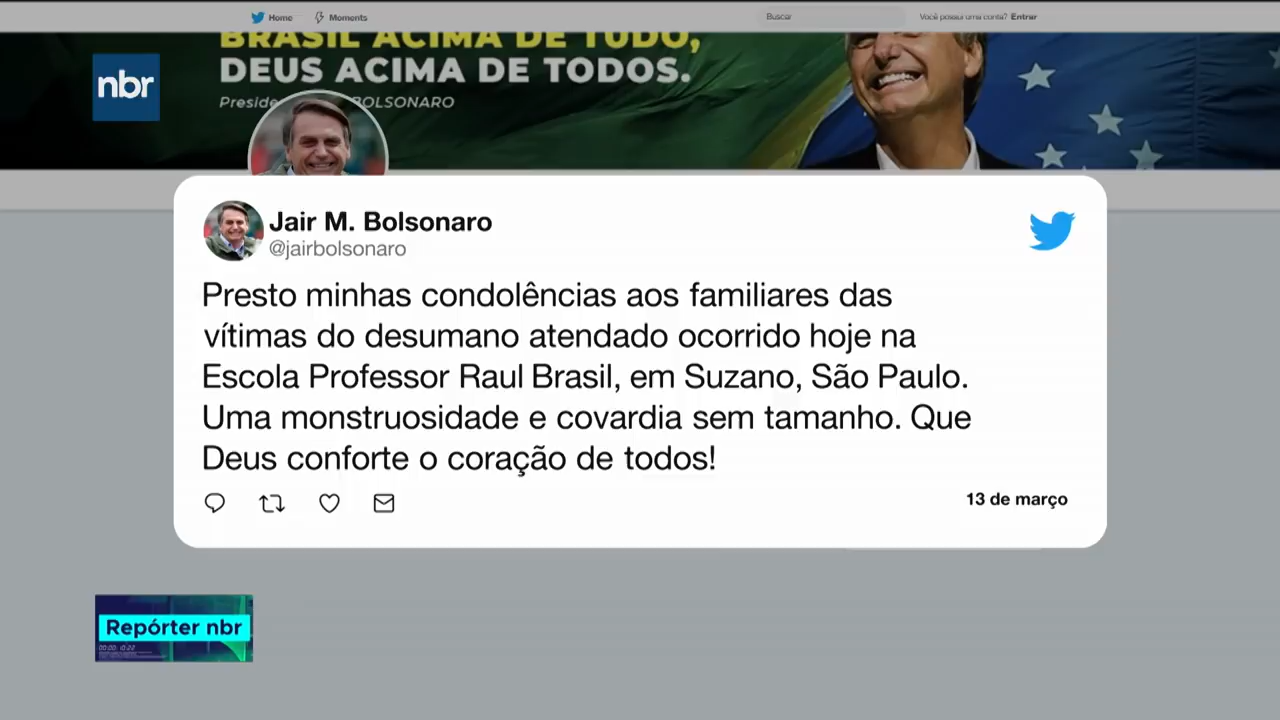 Home
Moments
Buscar
Você possui uma conta? Entrar
BRASIL ACIMA DE TUDO,
DEUS ACIMA DE TODOS.
Preside BOLSONARO
nbr
Jair M. Bolsonaro
@jairbolsonaro
Presto minhas condolências aos familiares das
vítimas do desumano atendado ocorrido hoje na
Escola Professor Raul Brasil, em Suzano, São Paulo.
Uma monstruosidade e covardia sem tamanho. Que
Deus conforte o coração de todos!
13 de março
Repórter nbr